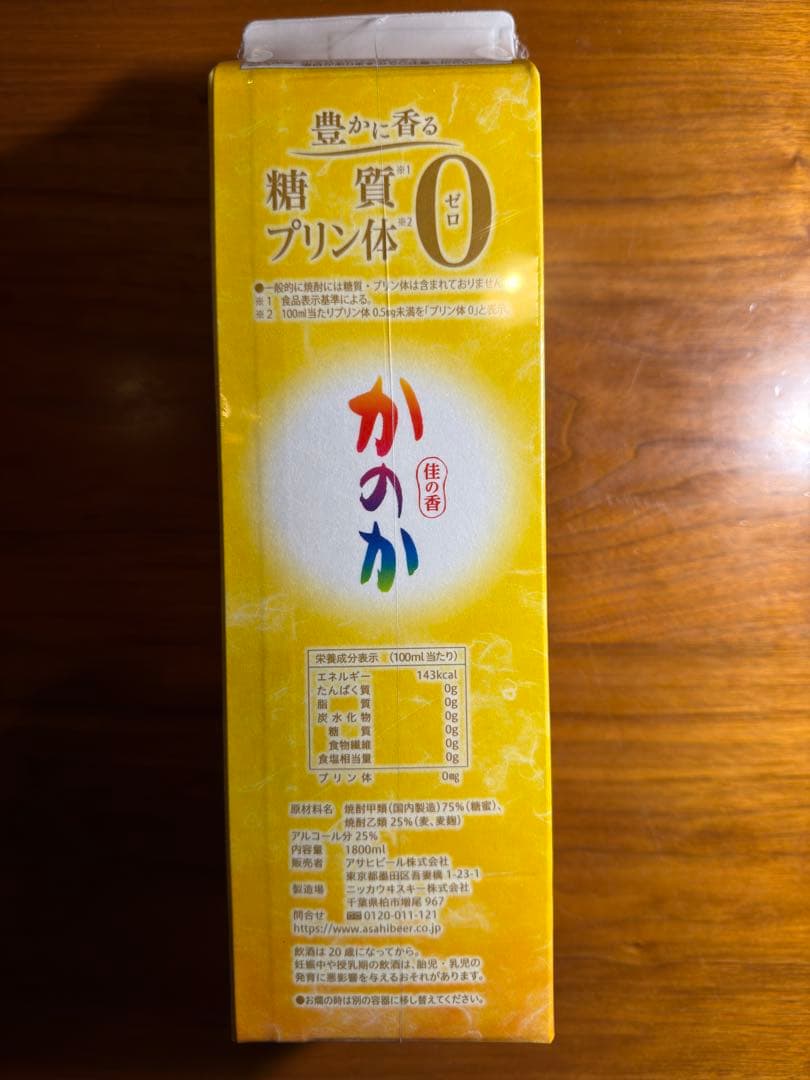 豊かに香る
糖質※1
プリン体※2
0
ゼロ
●一般的に焼酎には糖質・プリン体は含まれておりません
※1 食品表示基準による。
※2 100ml当たりプリン体0.5mg未満を「プリン体0」と表示。
かのか
佳の香
栄養成分表示 (100ml当たり)
エネルギー 143kcal
たんぱく質 0g
脂質 0g
炭水化物 0g
糖質 0g
食物繊維 0g
食塩相当量 0g
プリン体 0mg
原材料名 焼酎甲類(国内製造)75%(糖蜜)、
焼酎乙類25%(麦、麦麹)
アルコール分25%
内容量 1800ml
販売者 アサヒビール株式会社
東京都墨田区吾妻橋1-23-1
製造場 ニッカウヰスキー株式会社
千葉県柏市増尾967
問合せ 0120-011-121
https://www.asahibeer.co.jp
飲酒は20歳になってから。
妊娠中や授乳期の飲酒は、胎児・乳児の
発育に悪影響を与えるおそれがあります。
●お燗の時は別の容器に移し替えてください。